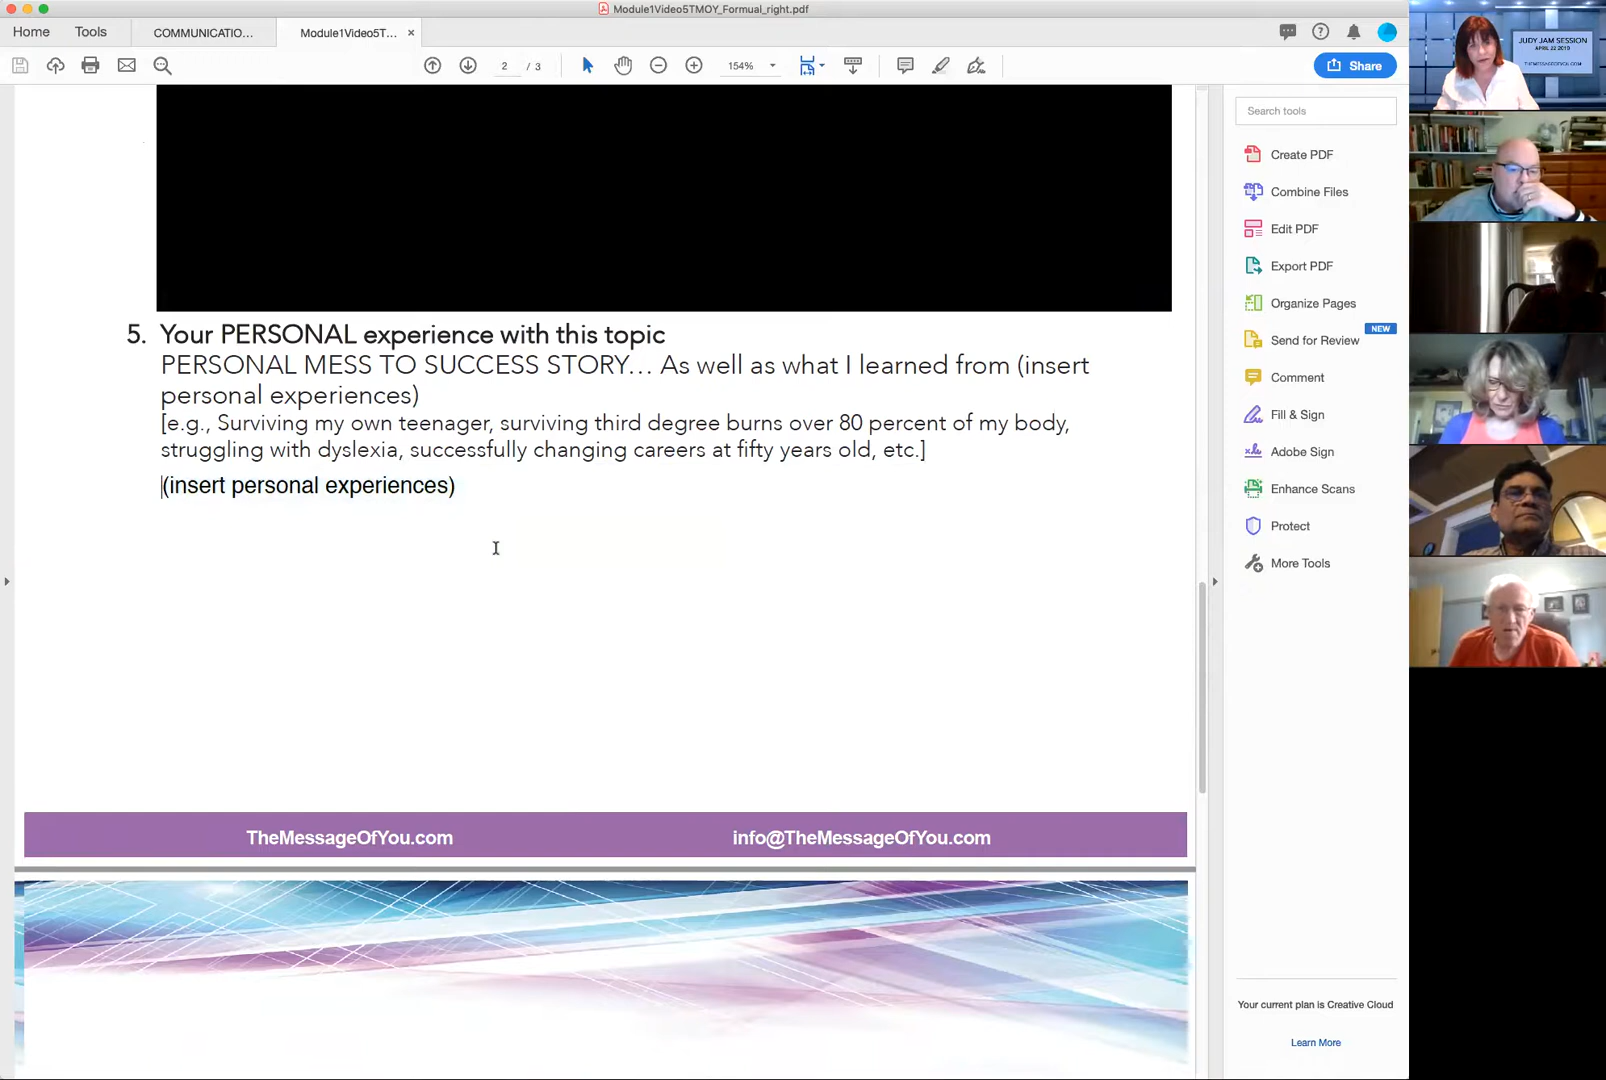 Module1Video5TMOY_Formual_right.pdf
Home
Tools
COMMUNICATIO...
Module1Video5T...
×
2 / 3
154%
Share
JUDY JAM SESSION
APRIL 22 2019
THEMESSAGEOFYOU.COM
Search tools
Create PDF
Combine Files
Edit PDF
Export PDF
Organize Pages
NEW
Send for Review
Comment
Fill & Sign
Adobe Sign
Enhance Scans
Protect
More Tools
Your current plan is Creative Cloud
Learn More
5. Your PERSONAL experience with this topic
PERSONAL MESS TO SUCCESS STORY... As well as what I learned from (insert
personal experiences)
[e.g., Surviving my own teenager, surviving third degree burns over 80 percent of my body,
struggling with dyslexia, successfully changing careers at fifty years old, etc.]
(insert personal experiences)
TheMessageOfYou.com
info@TheMessageOfYou.com